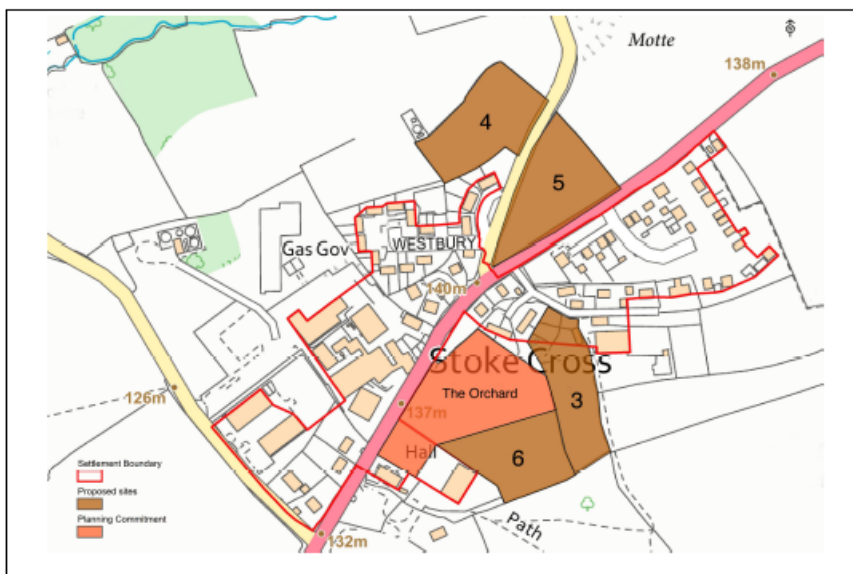 Motte
138m
4
5
Gas Gov
WESTBURY
140m
Stoke Cross
The Orchard
126m
137m
3
Hall
6
Settlement Boundary
Proposed sites
Planning Commitment
Path
132m